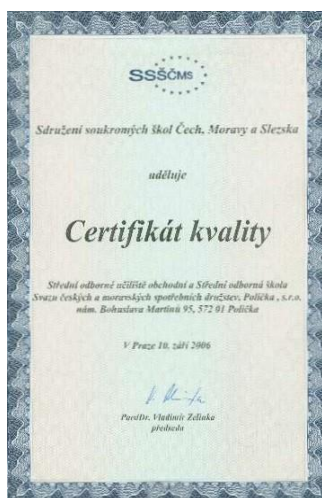 SSŠČMS
Sdružení soukromých škol Čech, Moravy a Slezska
uděluje
Certifikát kvality
Střední odborné učiliště obchodní a Střední odborná škola
Svazu českých a moravských spotřebních družstev, Polička , s.r.o.
nám. Bohuslava Martinů 95, 572 01 Polička
V Praze 10. září 2006
PaedDr. Vladimír Zelinka
předseda